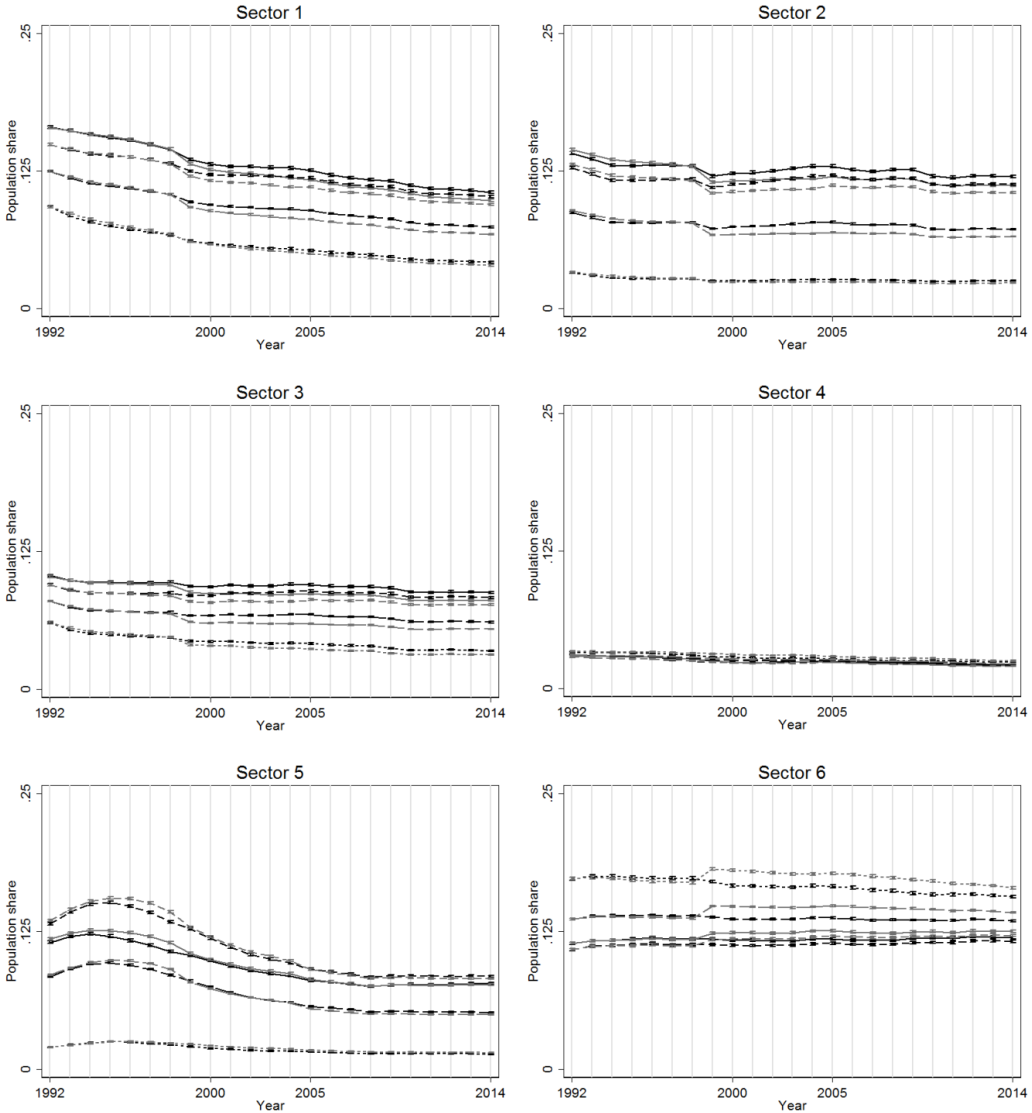 Sector 1
Population share
.25
.125
0
1992
2000
2005
2014
Year
Sector 2
Population share
.25
.125
0
1992
2000
2005
2014
Year
Sector 3
Population share
.25
.125
0
1992
2000
2005
2014
Year
Sector 4
Population share
.25
.125
0
1992
2000
2005
2014
Year
Sector 5
Population share
.25
.125
0
1992
2000
2005
2014
Year
Sector 6
Population share
.25
.125
0
1992
2000
2005
2014
Year